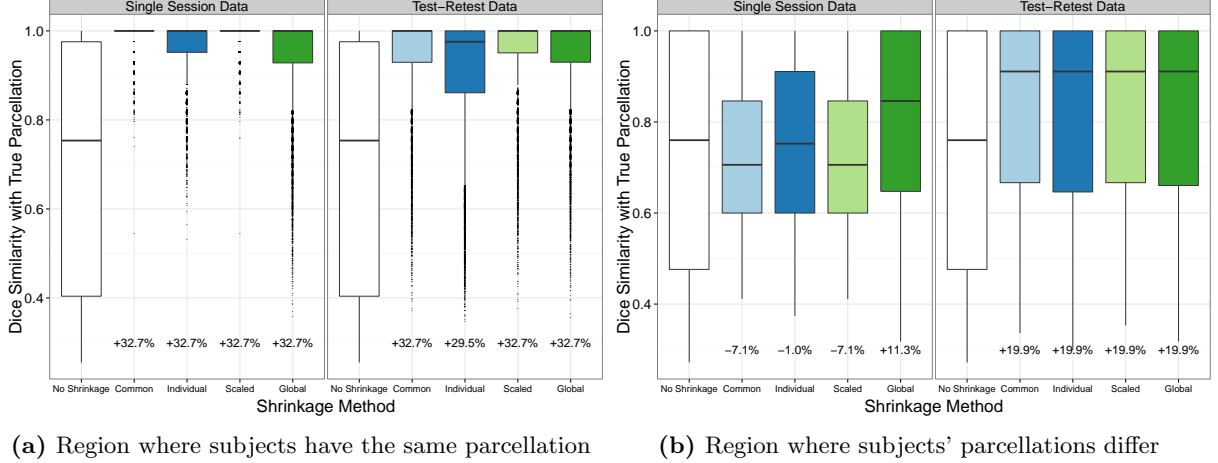 Single Session Data
Test−Retest Data
Dice Similarity with True Parcellation
1.0
0.8
0.6
0.4
+32.7%
+32.7%
+32.7%
+32.7%
+32.7%
+29.5%
+32.7%
+32.7%
No Shrinkage
Common
Individual
Scaled
Global
No Shrinkage
Common
Individual
Scaled
Global
Shrinkage Method
(a) Region where subjects have the same parcellation
Single Session Data
Test−Retest Data
Dice Similarity with True Parcellation
1.0
0.8
0.6
0.4
−7.1%
−1.0%
−7.1%
+11.3%
+19.9%
+19.9%
+19.9%
+19.9%
No Shrinkage
Common
Individual
Scaled
Global
No Shrinkage
Common
Individual
Scaled
Global
Shrinkage Method
(b) Region where subjects' parcellations differ